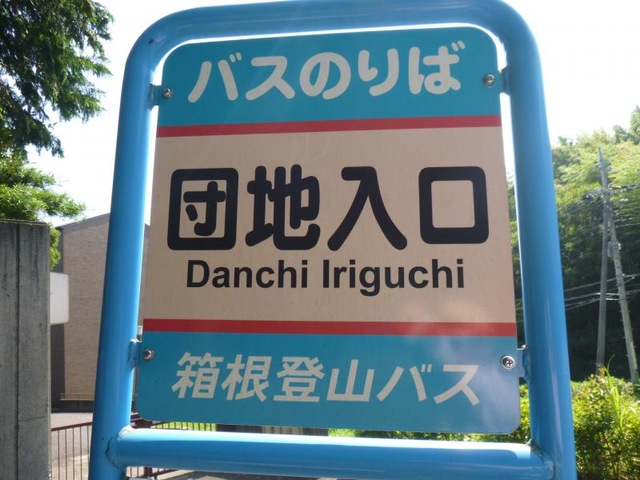 バスのりば
団地入口
Danchi Iriguchi
箱根登山バス